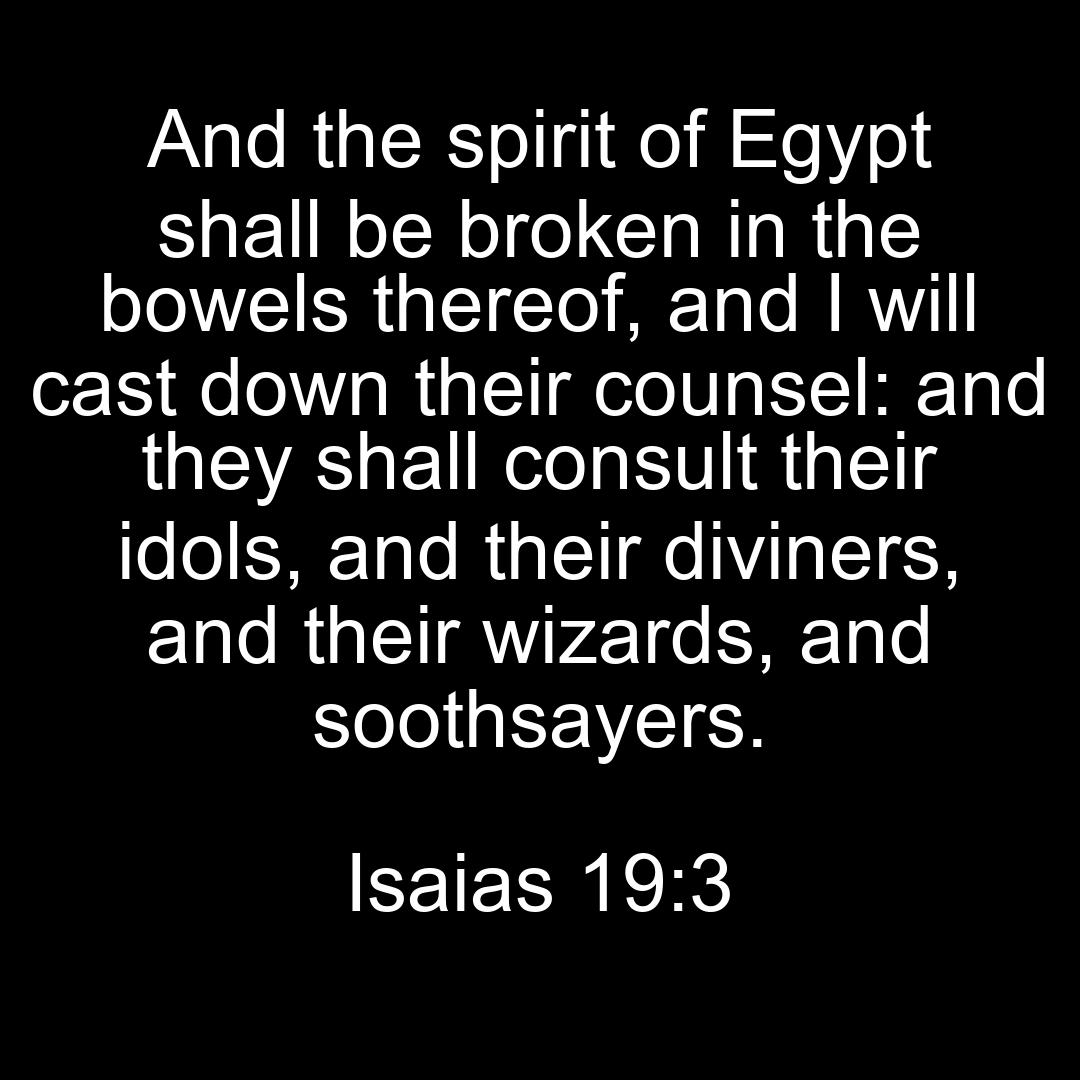 And the spirit of Egypt
shall be broken in the
bowels thereof, and I will
cast down their counsel: and
they shall consult their
idols, and their diviners,
and their wizards, and
soothsayers.
Isaias 19:3